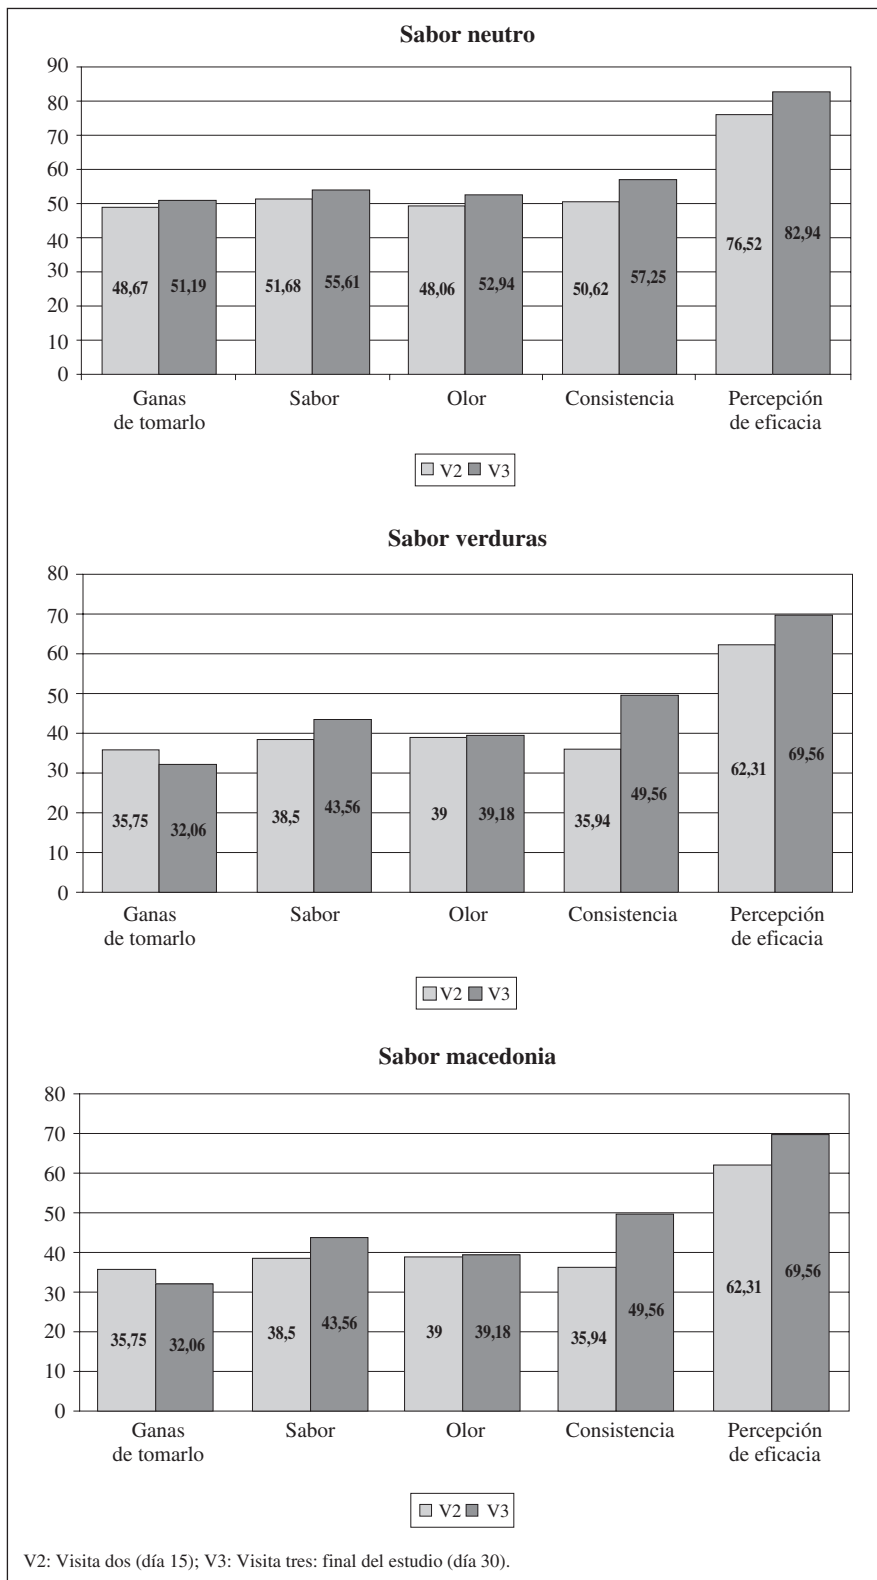 Sabor neutro
90
80
70
60
50
40
30
20
10
0
48,67 51,19 51,68 55,61 48,06 52,94 50,62 57,25 76,52 82,94
Ganas Sabor Olor Consistencia Percepción
de tomarlo de eficacia
V2 V3
Sabor verduras
80
70
60
50
40
30
20
10
0
35,75 32,06 38,5 43,56 39 39,18 35,94 49,56 62,31 69,56
Ganas Sabor Olor Consistencia Percepción
de tomarlo de eficacia
V2 V3
Sabor macedonia
80
70
60
50
40
30
20
10
0
35,75 32,06 38,5 43,56 39 39,18 35,94 49,56 62,31 69,56
Ganas Sabor Olor Consistencia Percepción
de tomarlo de eficacia
V2 V3
V2: Visita dos (día 15); V3: Visita tres: final del estudio (día 30).